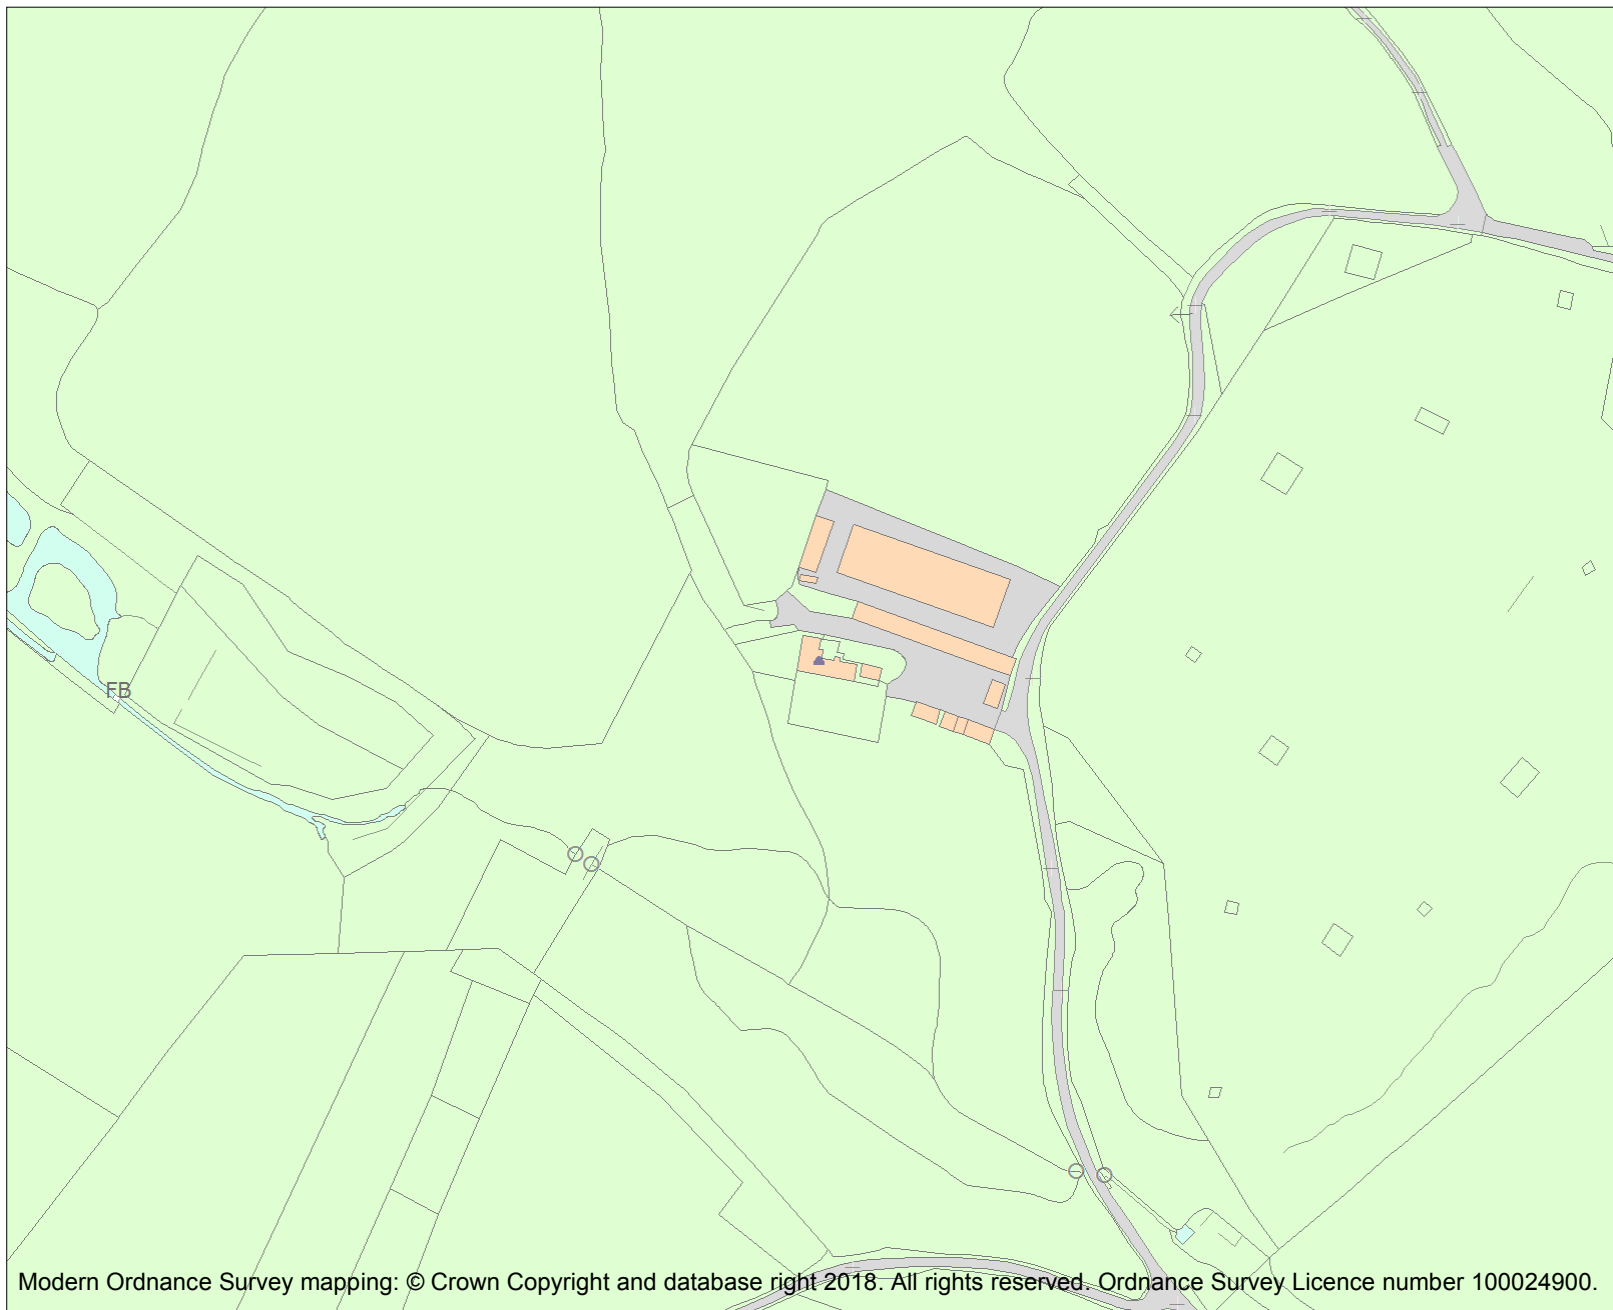 FB
Modern Ordnance Survey mapping: © Crown Copyright and database right 2018. All rights reserved. Ordnance Survey Licence number 100024900.